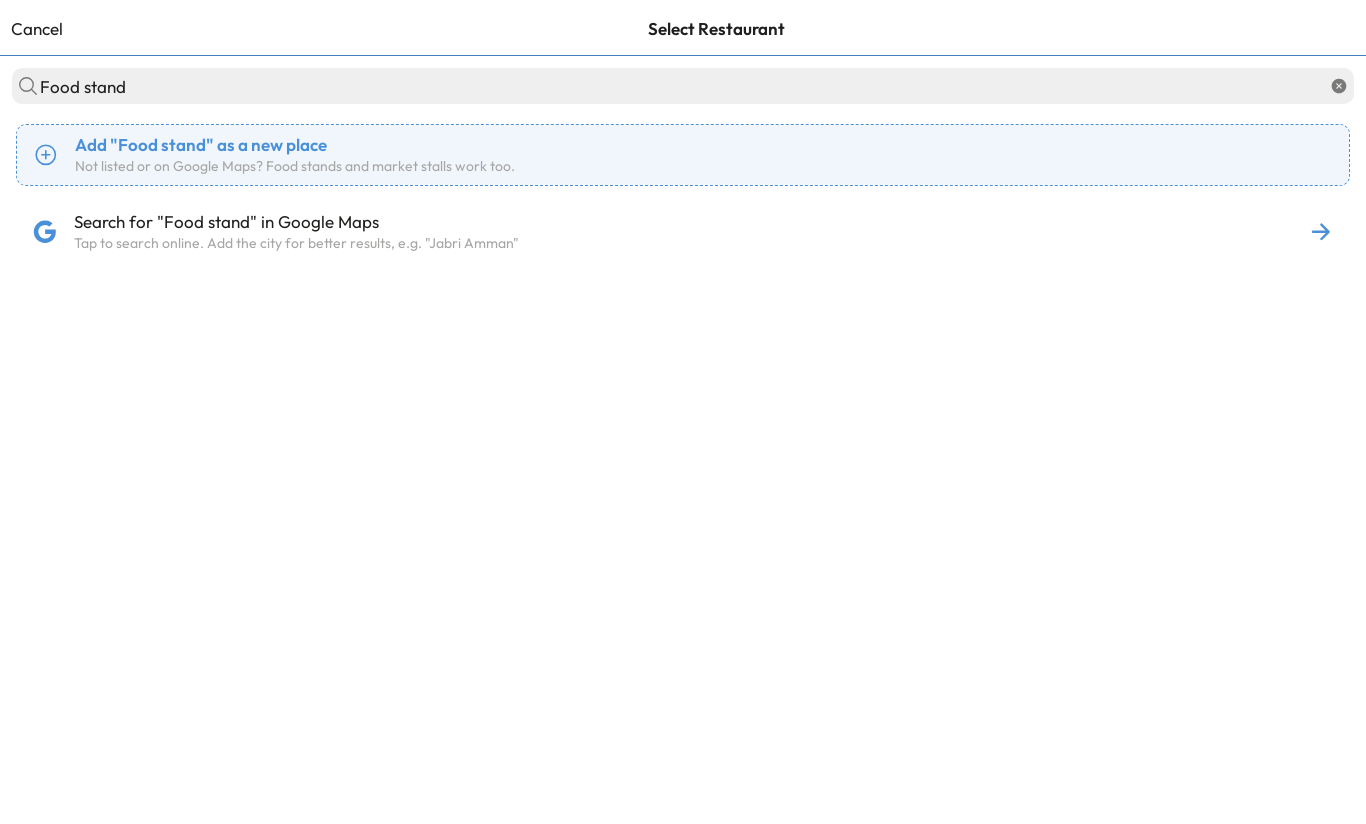 Cancel
Select Restaurant
Food stand
Add "Food stand" as a new place
Not listed or on Google Maps? Food stands and market stalls work too.
Search for "Food stand" in Google Maps
Tap to search online. Add the city for better results, e.g. "Jabri Amman"